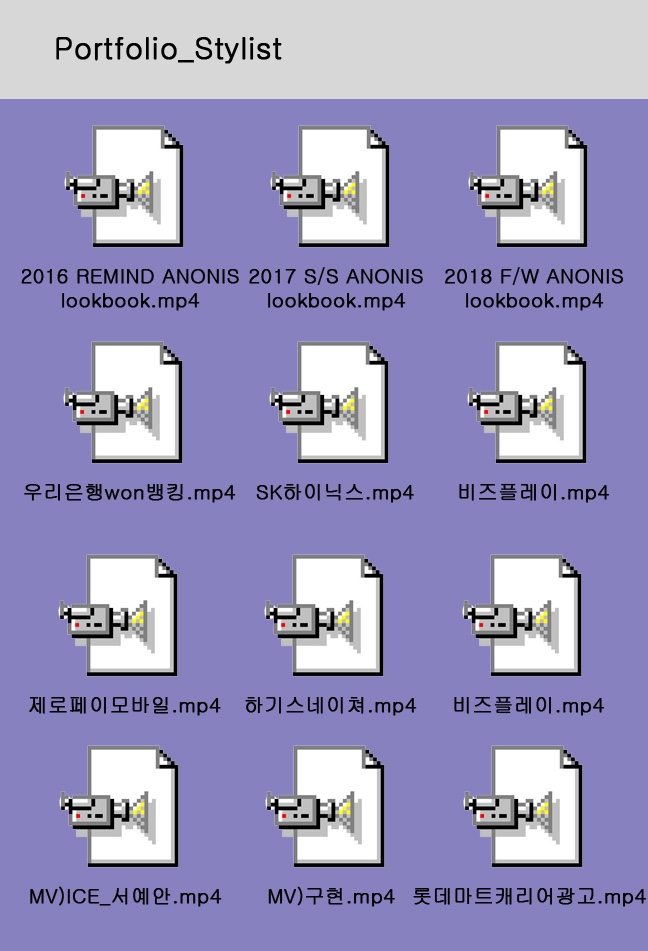 Portfolio_Stylist
2016 REMIND ANONIS
lookbook.mp4
2017 S/S ANONIS
lookbook.mp4
2018 F/W ANONIS
lookbook.mp4
우리은행won뱅킹.mp4
SK하이닉스.mp4
비즈플레이.mp4
제로페이모바일.mp4
하기스네이쳐.mp4
비즈플레이.mp4
MV)ICE_서예안.mp4
MV)구현.mp4
롯데마트캐리어광고.mp4